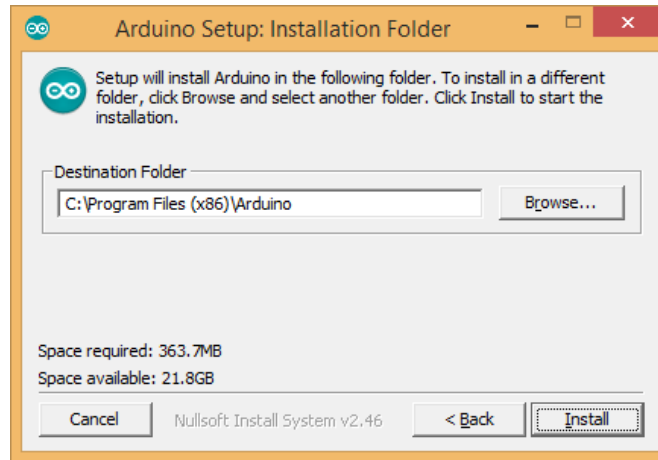 Arduino Setup: Installation Folder
Setup will install Arduino in the following folder. To install in a different
folder, click Browse and select another folder. Click Install to start the
installation.
Destination Folder
C:\Program Files (x86)\Arduino
Browse...
Space required: 363.7MB
Space available: 21.8GB
Cancel
Nullsoft Install System v2.46
< Back
Install